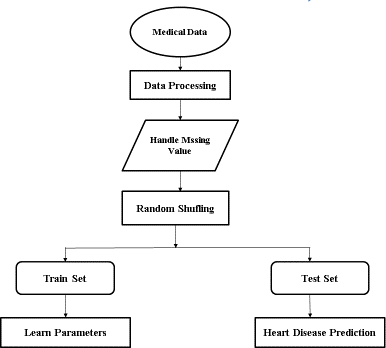 Medical Data
Data Processing
Handle Mssing
Value
Random Shufling
Train Set
Test Set
Learn Parameters
Heart Disease Prediction